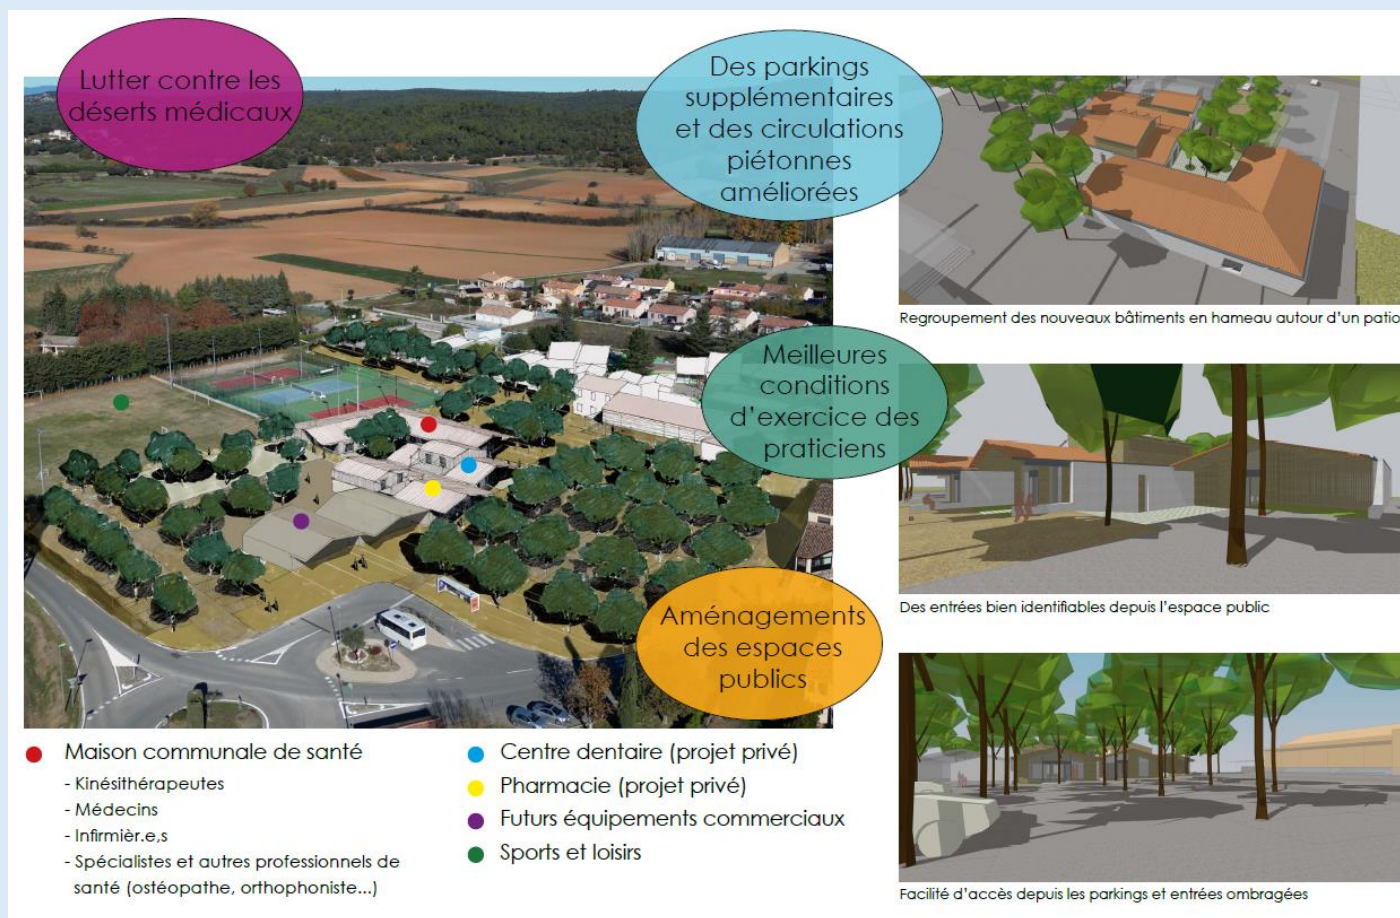 Lutter contre les
déserts médicaux
Des parkings
supplémentaires
et des circulations
piétonnes
améliorées
Regroupement des nouveaux bâtiments en hameau autour d'un patio
Meilleures
conditions
d'exercice des
praticiens
Des entrées bien identifiables depuis l'espace public
Aménagements
des espaces
publics
Facilité d'accès depuis les parkings et entrées ombragées
Maison communale de santé
- Kinésithérapeutes
- Médecins
- Infirmièr.e,s
- Spécialistes et autres professionnels de
santé (ostéopathe, orthophoniste...)
Centre dentaire (projet privé)
Pharmacie (projet privé)
Futurs équipements commerciaux
Sports et loisirs